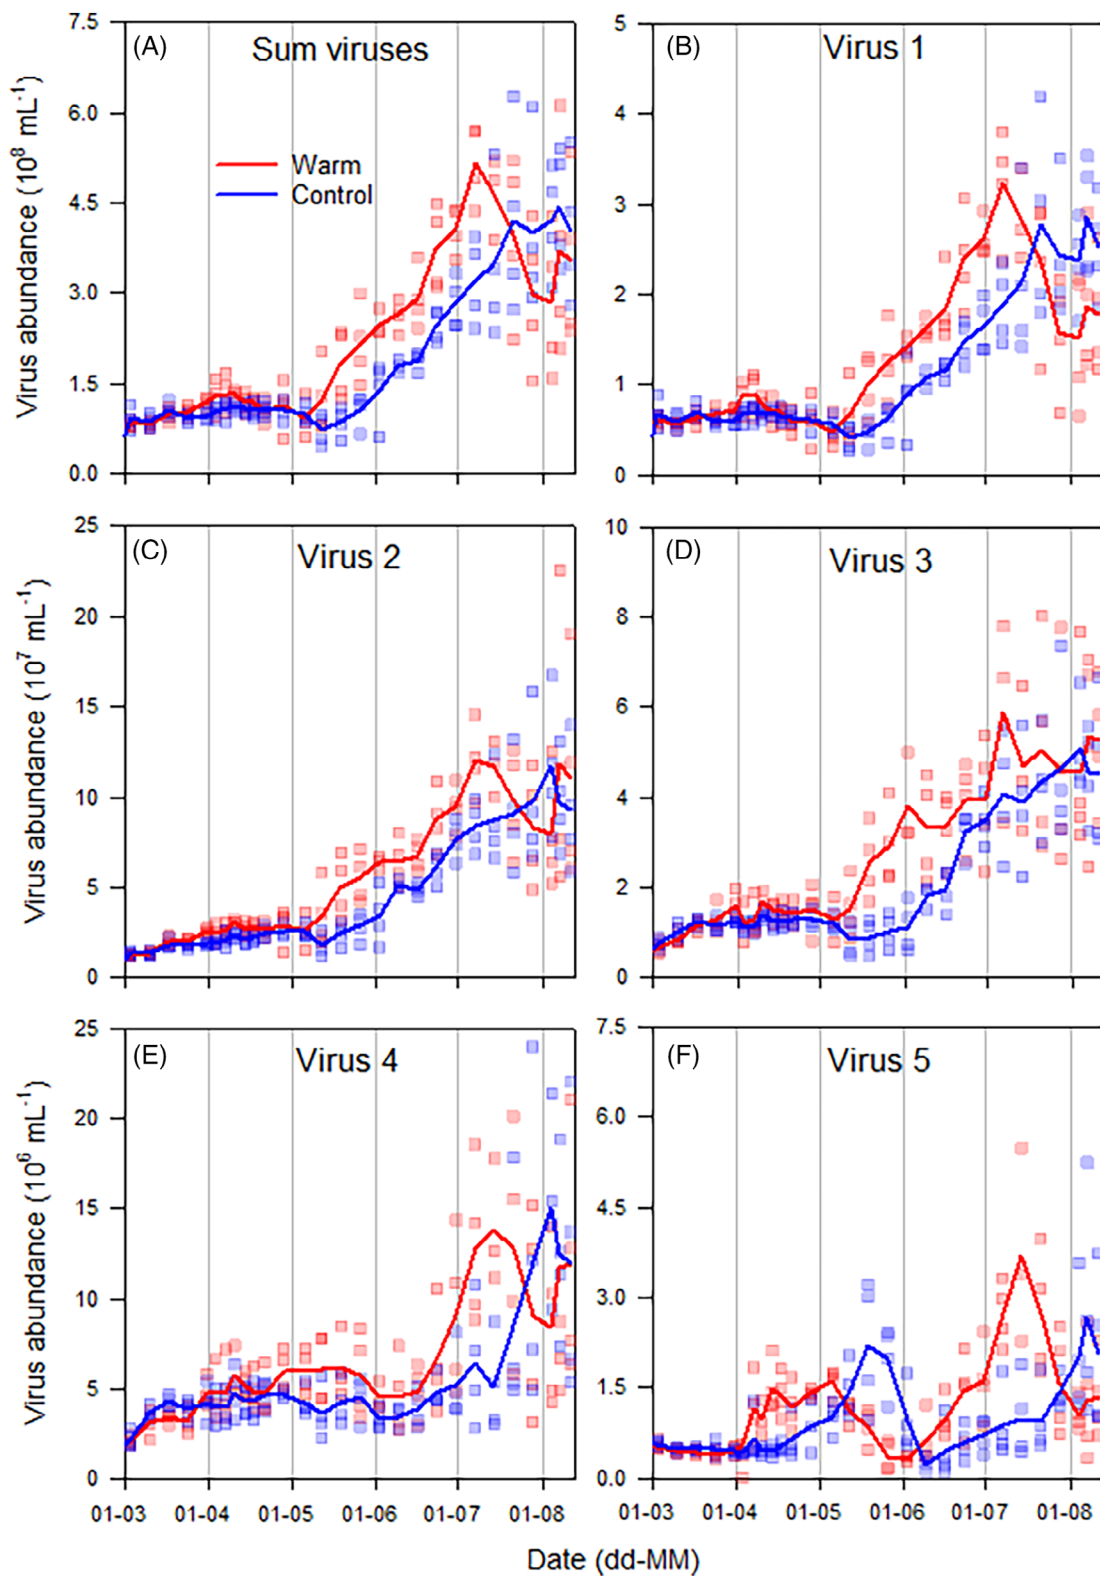 (A) Sum viruses
Warm
Control
Virus abundance (10⁸ mL⁻¹)
7.5
6.0
4.5
3.0
1.5
0.0
(B) Virus 1
5
4
3
2
1
0
(C) Virus 2
Virus abundance (10⁷ mL⁻¹)
25
20
15
10
5
0
(D) Virus 3
10
8
6
4
2
0
(E) Virus 4
Virus abundance (10⁶ mL⁻¹)
25
20
15
10
5
0
(F) Virus 5
7.5
6.0
4.5
3.0
1.5
0.0
01-03 01-04 01-05 01-06 01-07 01-08
01-03 01-04 01-05 01-06 01-07 01-08
Date (dd-MM)